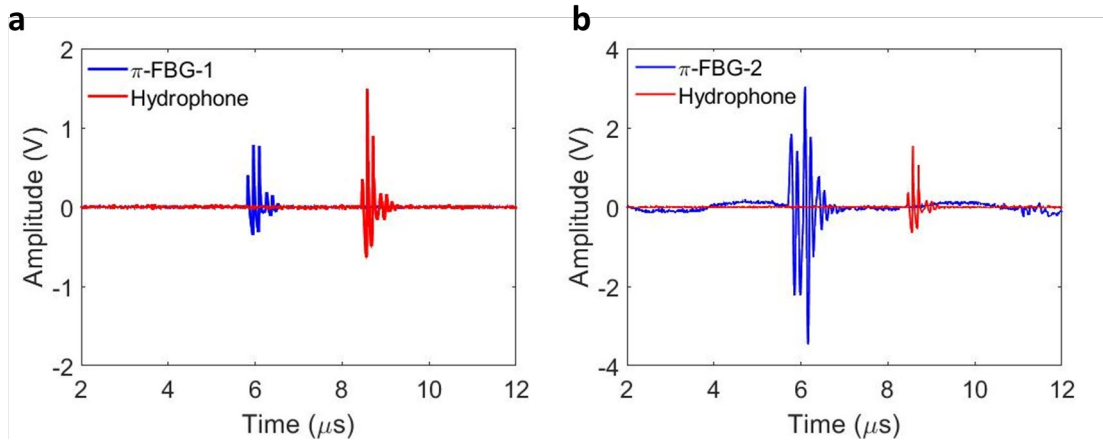 a
2
1
0
-1
-2
Amplitude (V)
π-FBG-1
Hydrophone
2
4
6
8
10
12
Time (μs)
b
4
2
0
-2
-4
Amplitude (V)
π-FBG-2
Hydrophone
2
4
6
8
10
12
Time (μs)